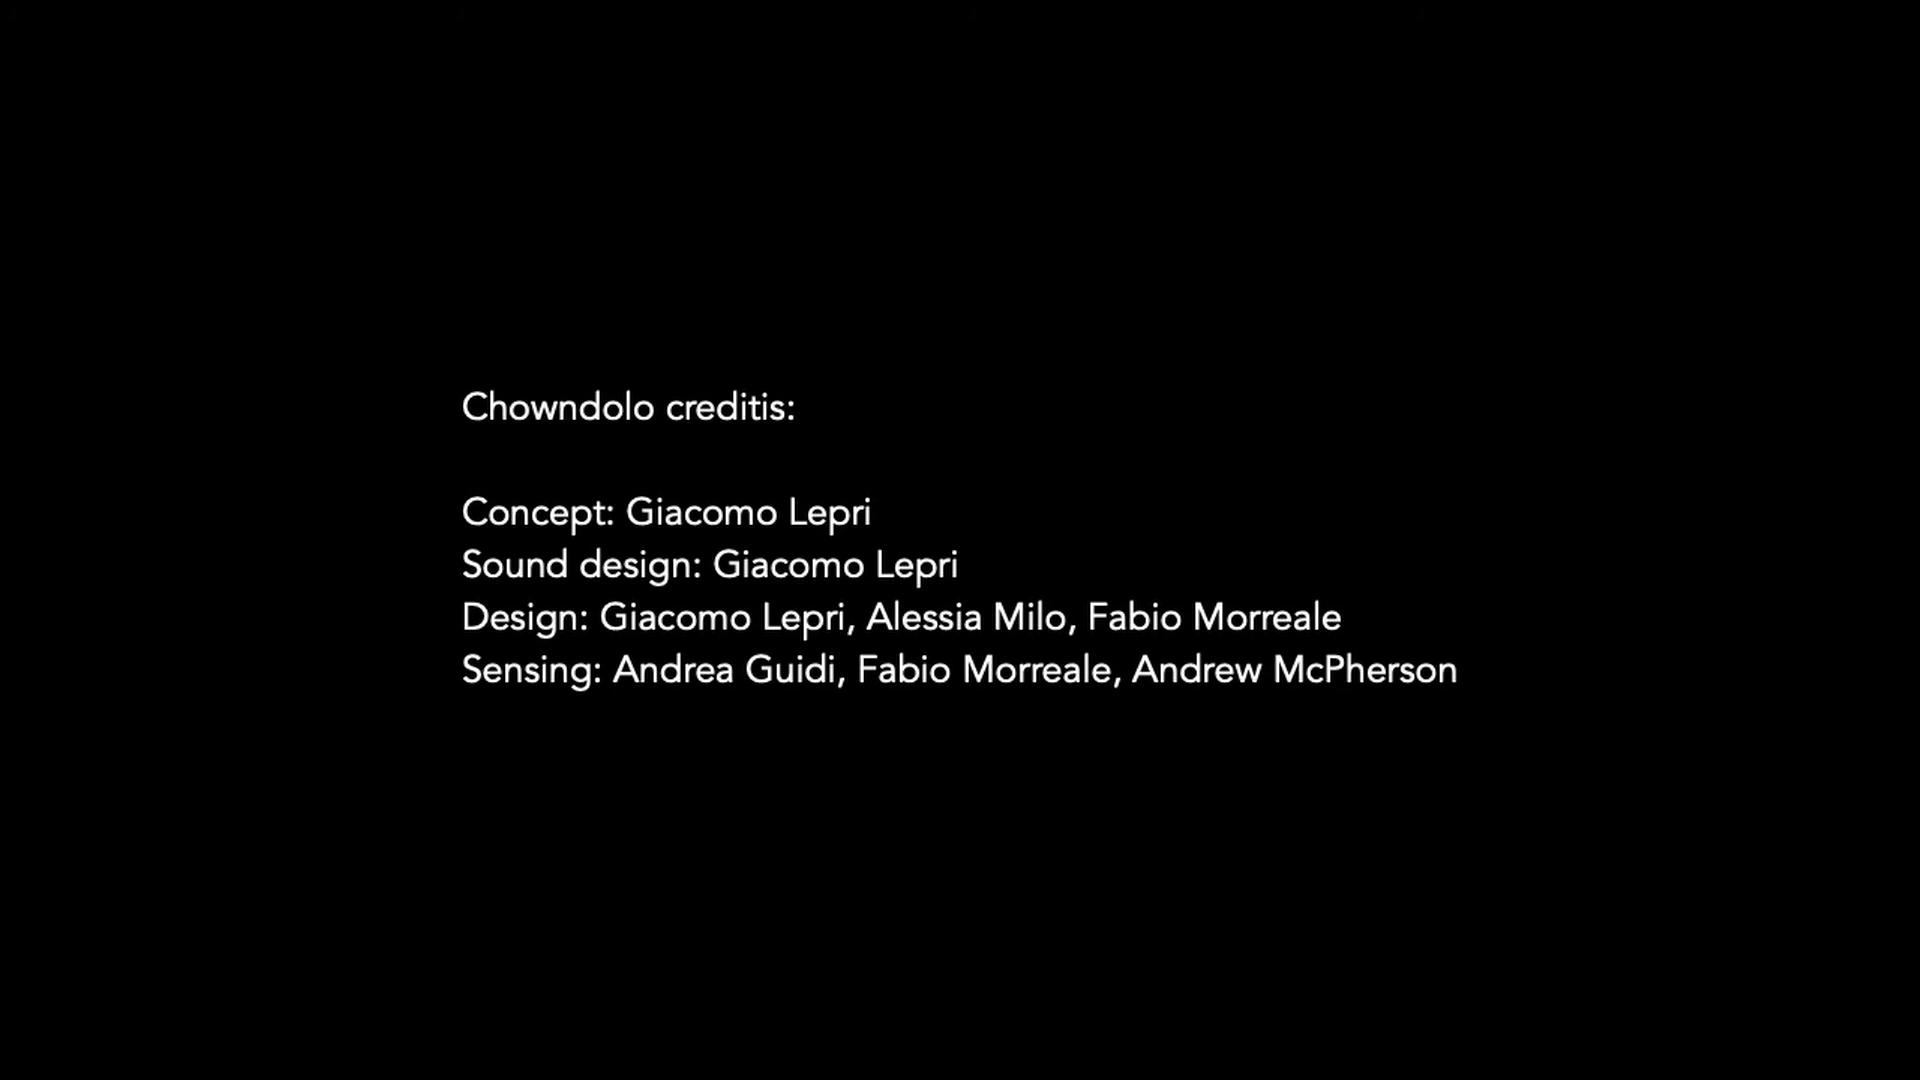 Chowndolo creditis:
Concept: Giacomo Lepri
Sound design: Giacomo Lepri
Design: Giacomo Lepri, Alessia Milo, Fabio Morreale
Sensing: Andrea Guidi, Fabio Morreale, Andrew McPherson